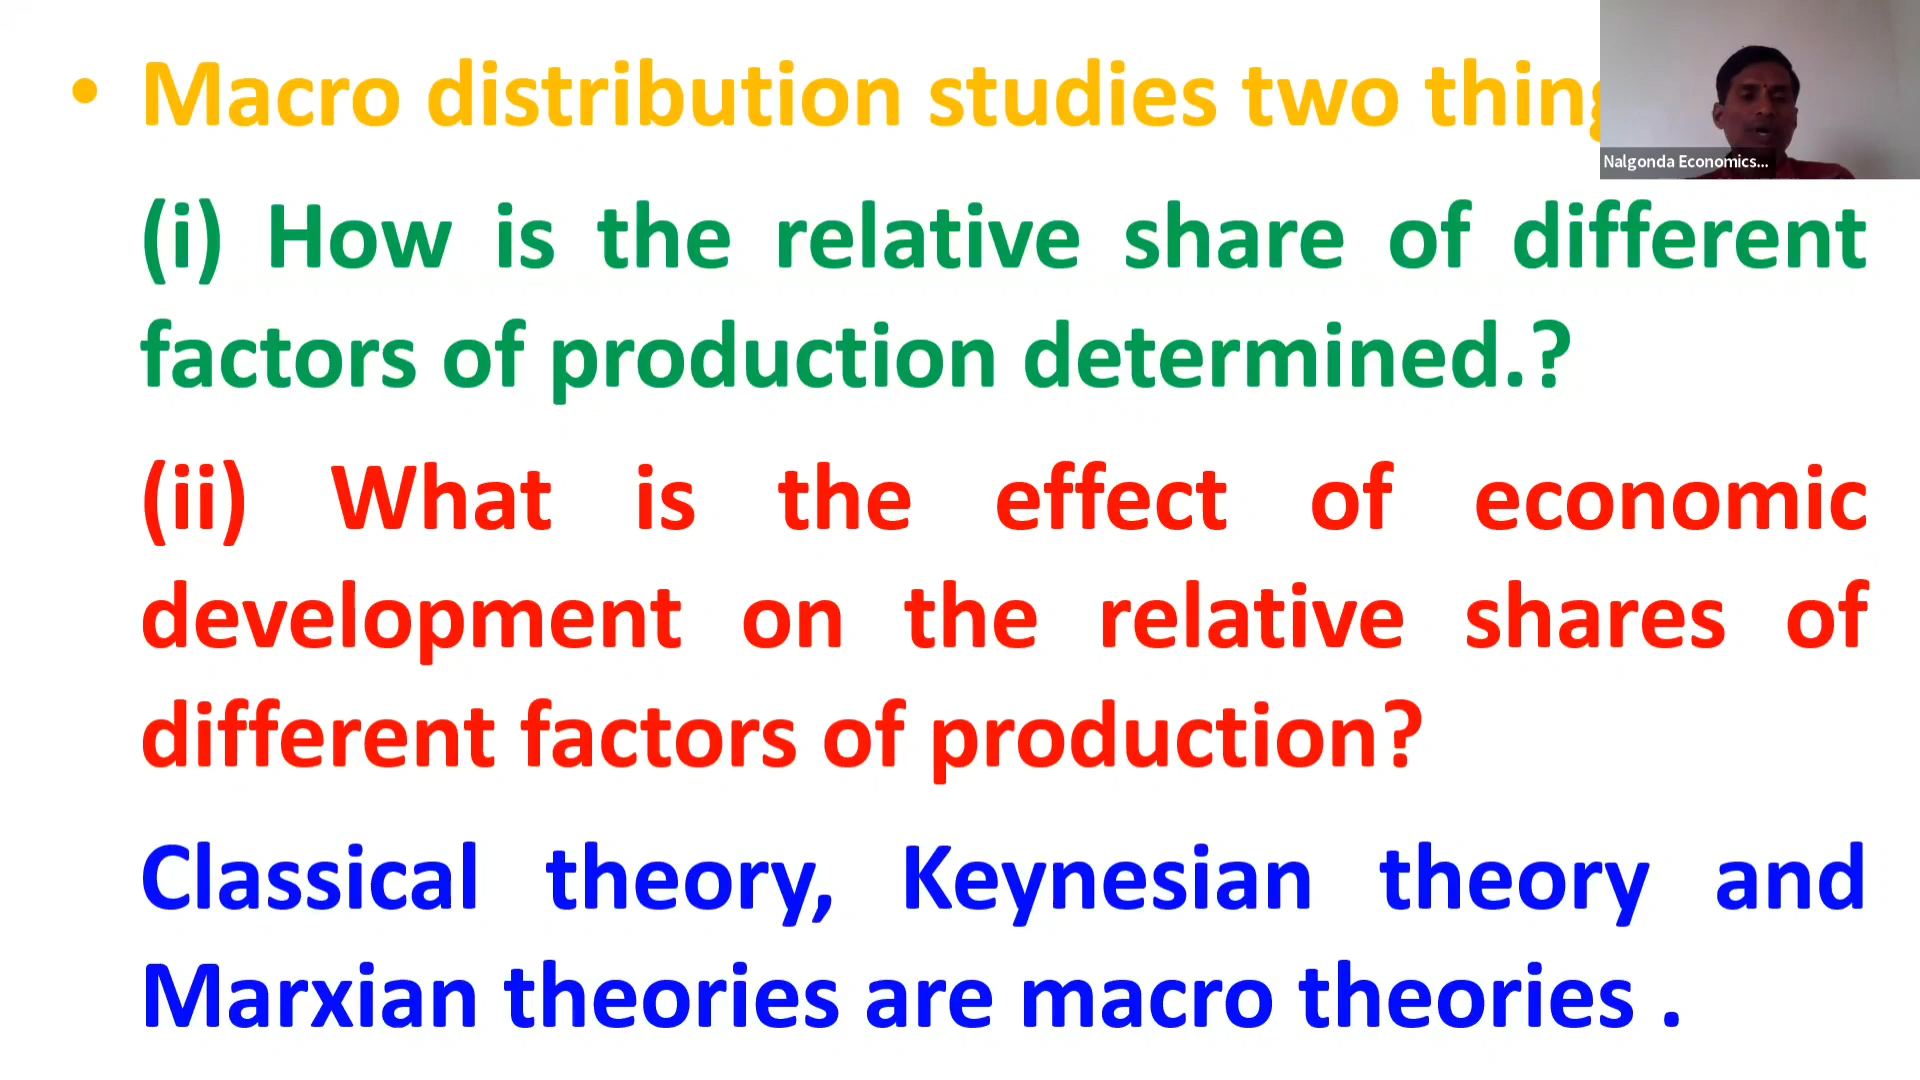 • Macro distribution studies two thing
Nalgonda Economics...
(i) How is the relative share of different
factors of production determined.?
(ii) What is the effect of economic
development on the relative shares of
different factors of production?
Classical theory, Keynesian theory and
Marxian theories are macro theories .